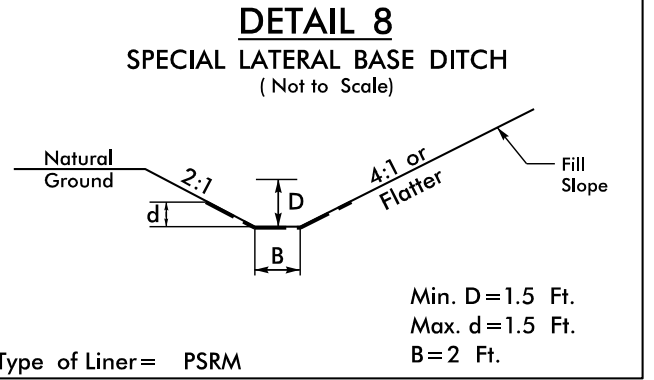 DETAIL 8
SPECIAL LATERAL BASE DITCH
( Not to Scale)
Natural
Ground
2:1
D
4:1 or
Flatter
Fill
Slope
d
B
Min. D=1.5 Ft.
Max. d=1.5 Ft.
B=2 Ft.
Type of Liner= PSRM